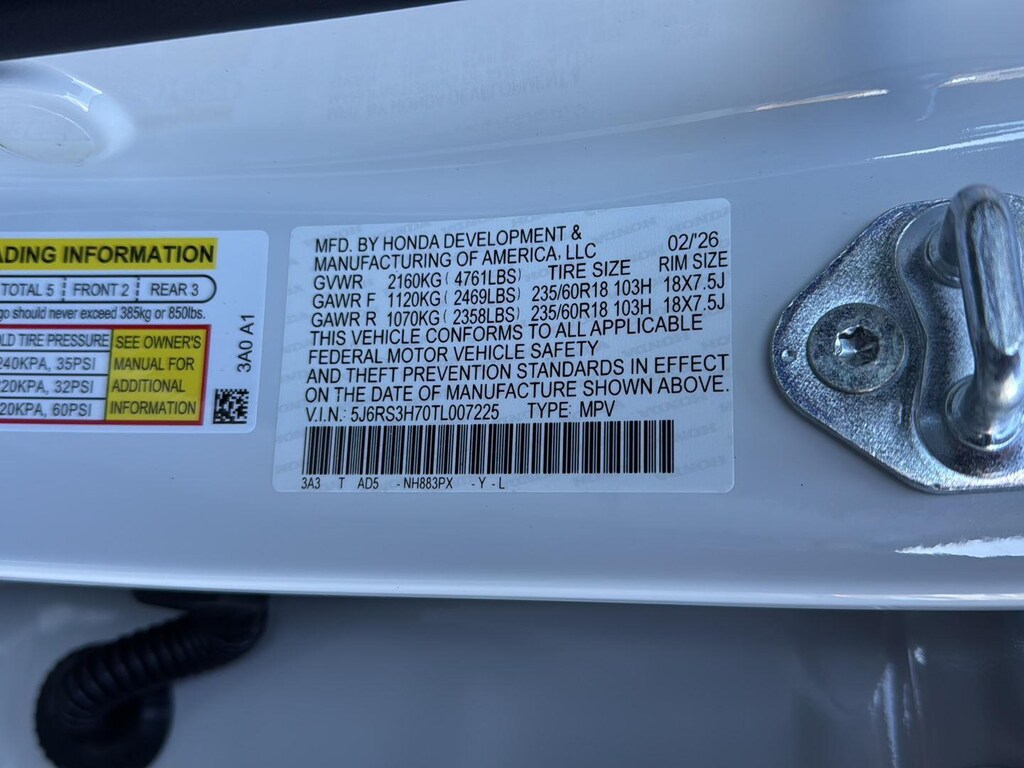 ADING INFORMATION
TOTAL 5 FRONT 2 REAR 3
go should never exceed 385kg or 850lbs.
LD TIRE PRESSURE SEE OWNER'S
240KPA, 35PSI MANUAL FOR
220KPA, 32PSI ADDITIONAL
20KPA, 60PSI INFORMATION
3A0 A1
MFD. BY HONDA DEVELOPMENT & 02/'26
MANUFACTURING OF AMERICA, LLC
GVWR 2160KG ( 4761LBS) TIRE SIZE RIM SIZE
GAWR F 1120KG ( 2469LBS) 235/60R18 103H 18X7.5J
GAWR R 1070KG ( 2358LBS) 235/60R18 103H 18X7.5J
THIS VEHICLE CONFORMS TO ALL APPLICABLE
FEDERAL MOTOR VEHICLE SAFETY
AND THEFT PREVENTION STANDARDS IN EFFECT
ON THE DATE OF MANUFACTURE SHOWN ABOVE.
V.I.N.: 5J6RS3H70TL007225 TYPE: MPV
3A3 T AD5 -NH883PX -Y-L